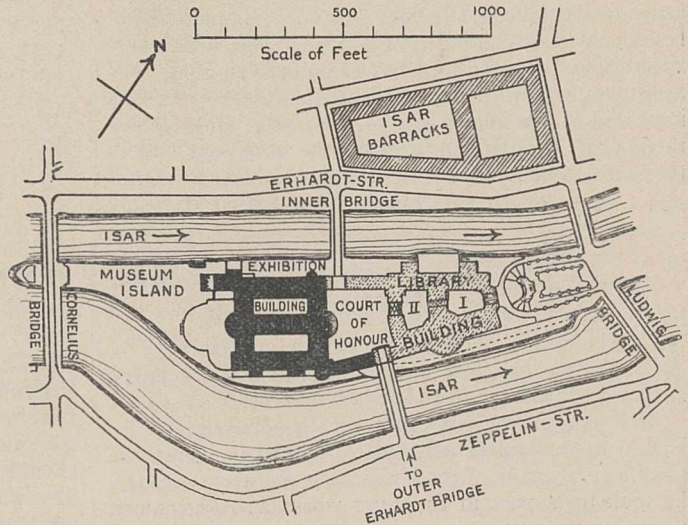 0 500 1000
Scale of Feet
N
ISAR
BARRACKS
ERHARDT-STR.
INNER BRIDGE
ISAR
MUSEUM
ISLAND
EXHIBITION
BUILDING
COURT
OF
HONOUR
LIBRARY
II
I
BUILDING
BRIDGE
CORNELIUS
LUDWIG
BRIDGE
ISAR
ZEPPELIN-STR.
TO
OUTER
ERHARDT BRIDGE